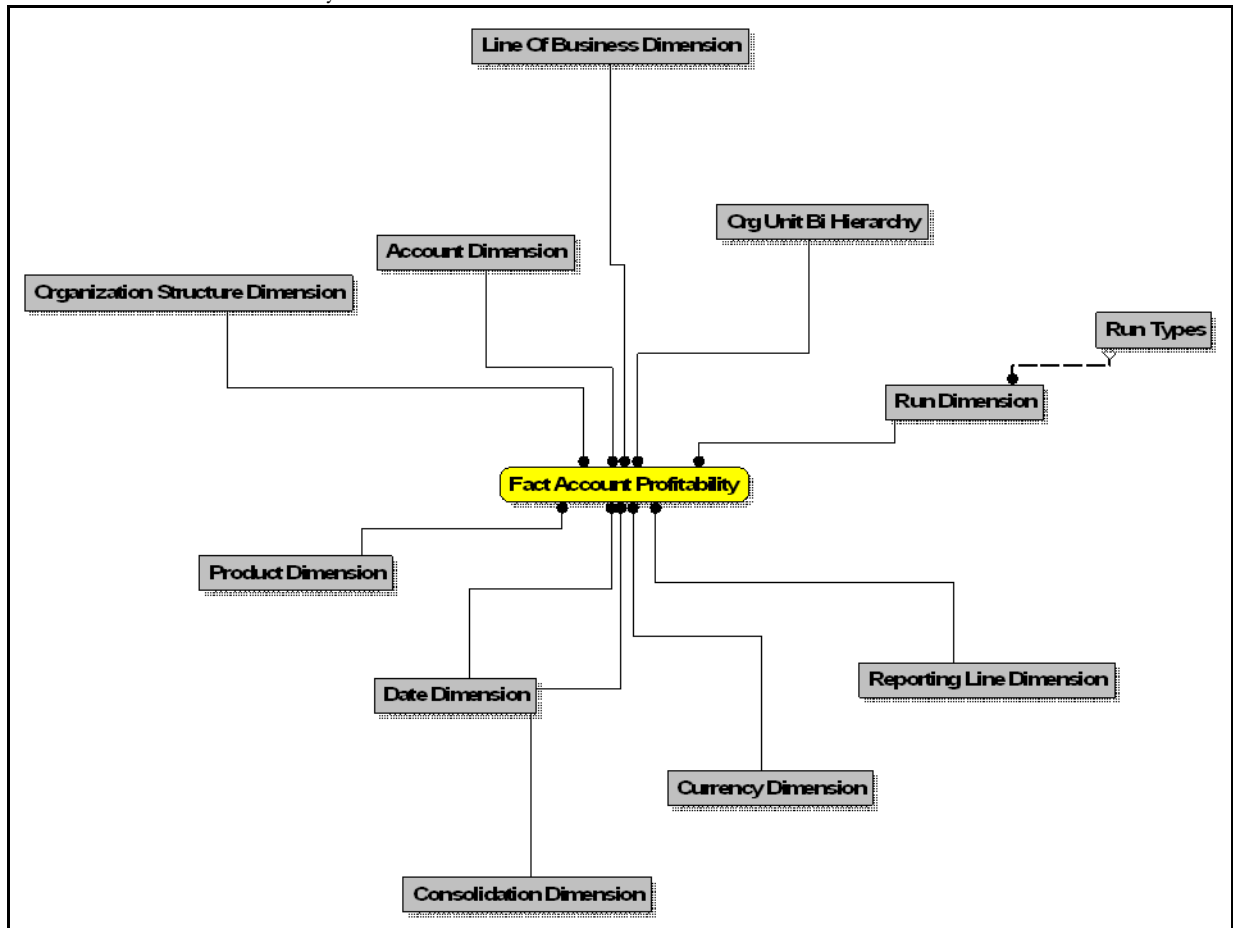 Line Of Business Dimension
Org Unit Bi Hierarchy
Account Dimension
Organization Structure Dimension
Run Types
Run Dimension
Fact Account Profitability
Product Dimension
Reporting Line Dimension
Date Dimension
Currency Dimension
Consolidation Dimension